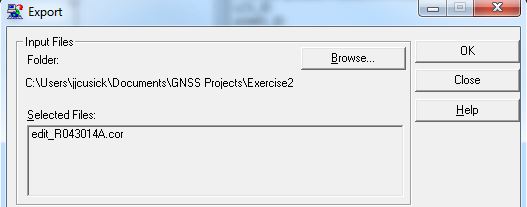 Export
Input Files
Folder:
Browse...
OK
Close
Help
C:\Users\jjcusick\Documents\GNSS Projects\Exercise2
Selected Files:
edit_R043014A.cor